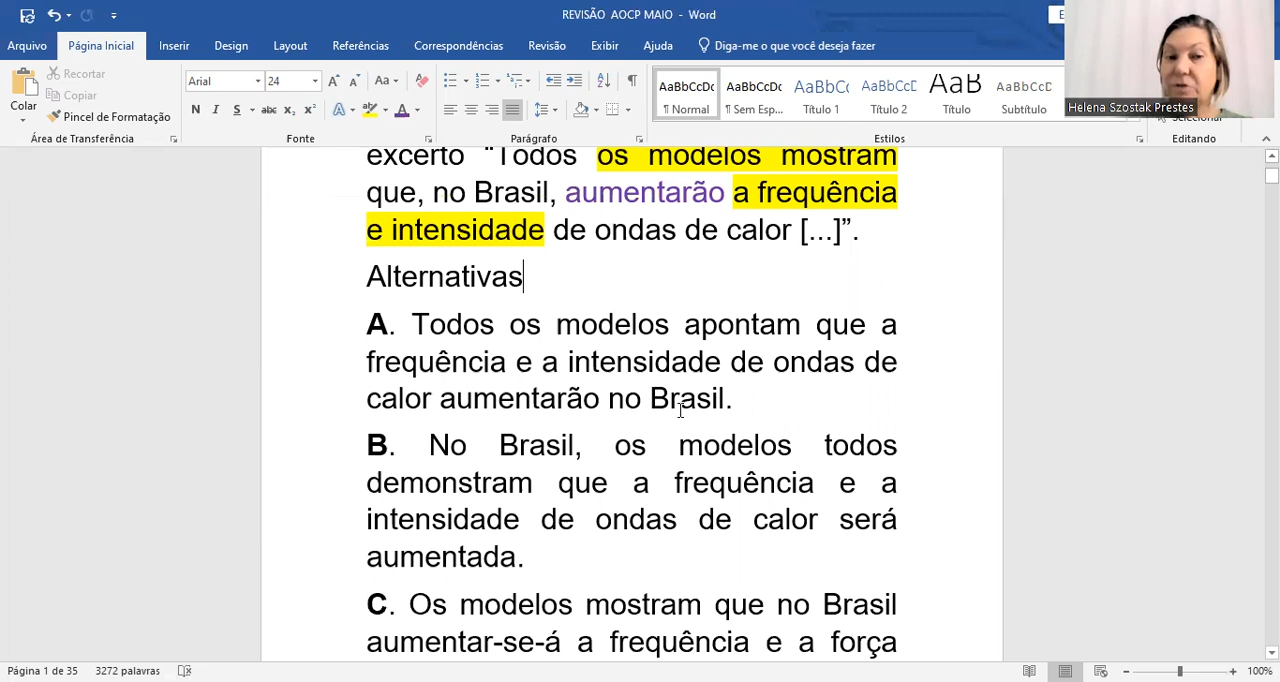 REVISÃO AOCP MAIO - Word
E
Arquivo Página Inicial Inserir Design Layout Referências Correspondências Revisão Exibir Ajuda Diga-me o que você deseja fazer
Helena Szostak Prestes
Colar
Recortar
Copiar
Pincel de Formatação
Área de Transferência
Arial 24 A A Aa
N I S abc x₂ x² A ab A
Fonte
Parágrafo
AaBbCcDc AaBbCcDc AaBbCc AaBbCcD AaB AaBbCcD
¶ Normal ¶ Sem Esp... Título 1 Título 2 Título Subtítulo
Estilos
Selecionar
Editando
excerto “Todos os modelos mostram
que, no Brasil, aumentarão a frequência
e intensidade de ondas de calor [...]”.
Alternativas
A. Todos os modelos apontam que a
frequência e a intensidade de ondas de
calor aumentarão no Brasil.
B. No Brasil, os modelos todos
demonstram que a frequência e a
intensidade de ondas de calor será
aumentada.
C. Os modelos mostram que no Brasil
aumentar-se-á a frequência e a força
Página 1 de 35 3272 palavras
100%